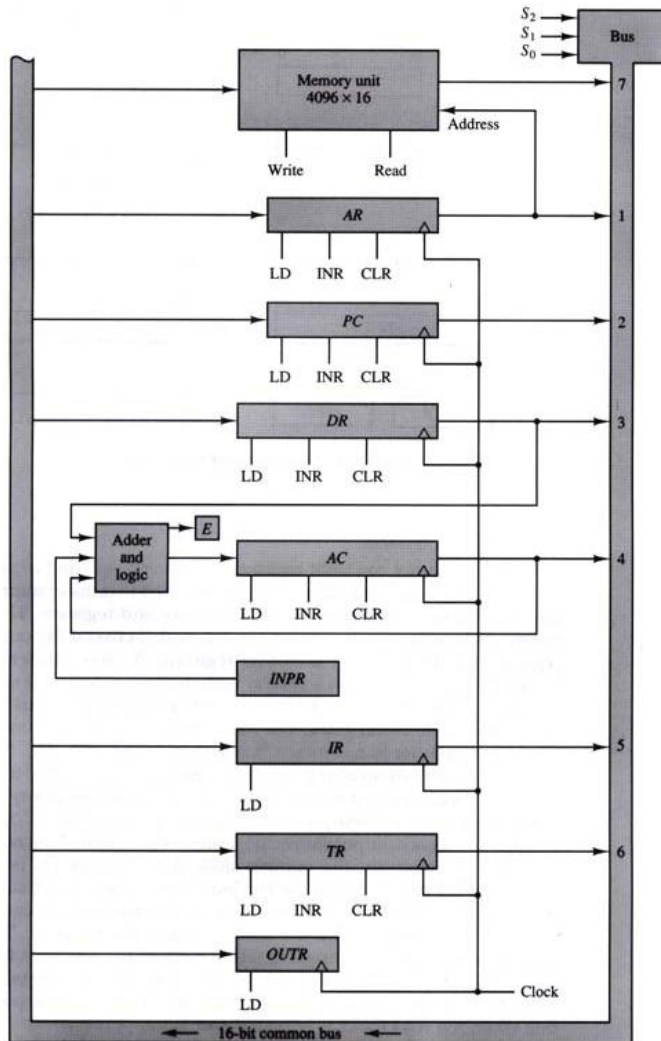 S₂
S₁
S₀
Bus
Memory unit
4096 × 16
7
Address
Write
Read
AR
1
LD
INR
CLR
PC
2
LD
INR
CLR
DR
3
LD
INR
CLR
E
Adder
and
logic
AC
4
LD
INR
CLR
INPR
IR
5
LD
TR
6
LD
INR
CLR
OUTR
LD
Clock
16-bit common bus